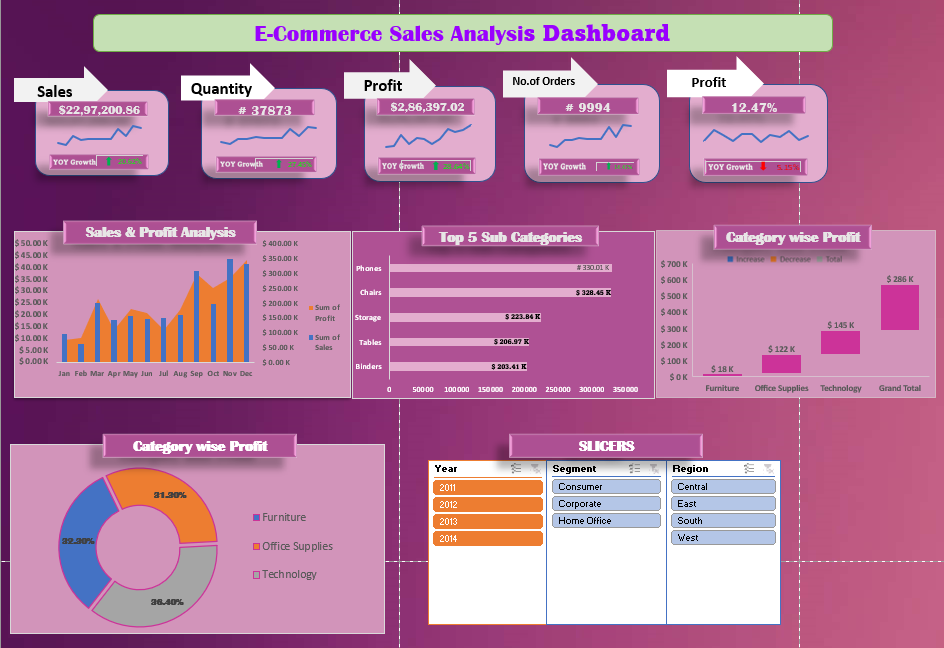 E-Commerce Sales Analysis Dashboard
Sales
Quantity
Profit
No.of Orders
Profit
$22,97,200.86
# 37873
$2,86,397.02
# 9994
12.47%
YOY Growth
YOY Growth
YOY Growth
YOY Growth
YOY Growth
Sales & Profit Analysis
$ 50.00 K
$ 45.00 K
$ 40.00 K
$ 35.00 K
$ 30.00 K
$ 25.00 K
$ 20.00 K
$ 15.00 K
$ 10.00 K
$ 5.00 K
$ 0.00 K
$ 400.00 K
$ 350.00 K
$ 300.00 K
$ 250.00 K
$ 200.00 K
$ 150.00 K
$ 100.00 K
$ 50.00 K
$ 0.00 K
Jan Feb Mar Apr May Jun Jul Aug Sep Oct Nov Dec
Sum of
Profit
Sum of
Sales
Top 5 Sub Categories
Phones # 330.01 K
Chairs $ 328.45 K
Storage $ 223.84 K
Tables $ 206.97 K
Binders $ 203.41 K
0 50000 100000 150000 200000 250000 300000 350000
Category wise Profit
Increase Decrease Total
$ 700 K
$ 600 K
$ 500 K
$ 400 K
$ 300 K
$ 200 K
$ 100 K
$ 0 K
$ 18 K
$ 122 K
$ 145 K
$ 286 K
Furniture Office Supplies Technology Grand Total
Category wise Profit
31.30%
32.30%
36.40%
Furniture
Office Supplies
Technology
SLICERS
Year
2011
2012
2013
2014
Segment
Consumer
Corporate
Home Office
Region
Central
East
South
West